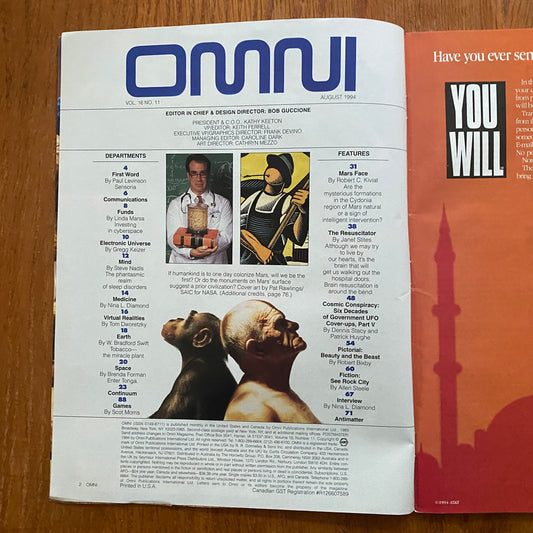 OMNI
VOL. 16 NO. 11
AUGUST 1994
EDITOR IN CHIEF & DESIGN DIRECTOR: BOB GUCCIONE
PRESIDENT & C.O.O.: KATHY KEETON
VP/EDITOR: KEITH FERRELL
EXECUTIVE VP/GRAPHICS DIRECTOR: FRANK DEVINO
MANAGING EDITOR: CAROLINE DARK
ART DIRECTOR: CATHRYN MEZZO
DEPARTMENTS
4
First Word
By Paul Levinson
Sensoria
6
Communications
8
Funds
By Linda Marsa
Investing
in cyberspace
10
Electronic Universe
By Gregg Keizer
12
Mind
By Steve Nadis
The phantasmic
realm
of sleep disorders
14
Medicine
By Nina L. Diamond
16
Virtual Realities
By Tom Dworetzky
18
Earth
By W. Bradford Swift
Tobacco—
the miracle plant
20
Space
By Brenda Forman
Enter Tonga.
23
Continuum
88
Games
By Scot Morris
If humankind is to one day colonize Mars, will we be the
first? Or do the monuments on Mars' surface
suggest a prior civilization? Cover art by Pat Rawlings/
SAIC for NASA. (Additional credits, page 76.)
FEATURES
31
Mars Face
By Robert C. Kiviat
Are the
mysterious formations
in the Cydonia
region of Mars natural
or a sign of
intelligent intervention?
38
The Resuscitator
By Janet Stites
Although we may try
to live by
our hearts, it's the
brain that will
get us walking out the
hospital doors.
Brain resuscitation is
around the bend
48
Cosmic Conspiracy:
Six Decades
of Government UFO
Cover-ups, Part V
By Dennis Stacy and
Patrick Huyghe
54
Pictorial:
Beauty and the Beast
By Robert Bixby
60
Fiction:
See Rock City
By Allen Steele
67
Interview
By Nina L. Diamond
71
Antimatter
2 OMNI
Printed in U.S.A.
Canadian GST Registration #R126607589
Have you ever sen
YOU
WILL
©1994 AT&T